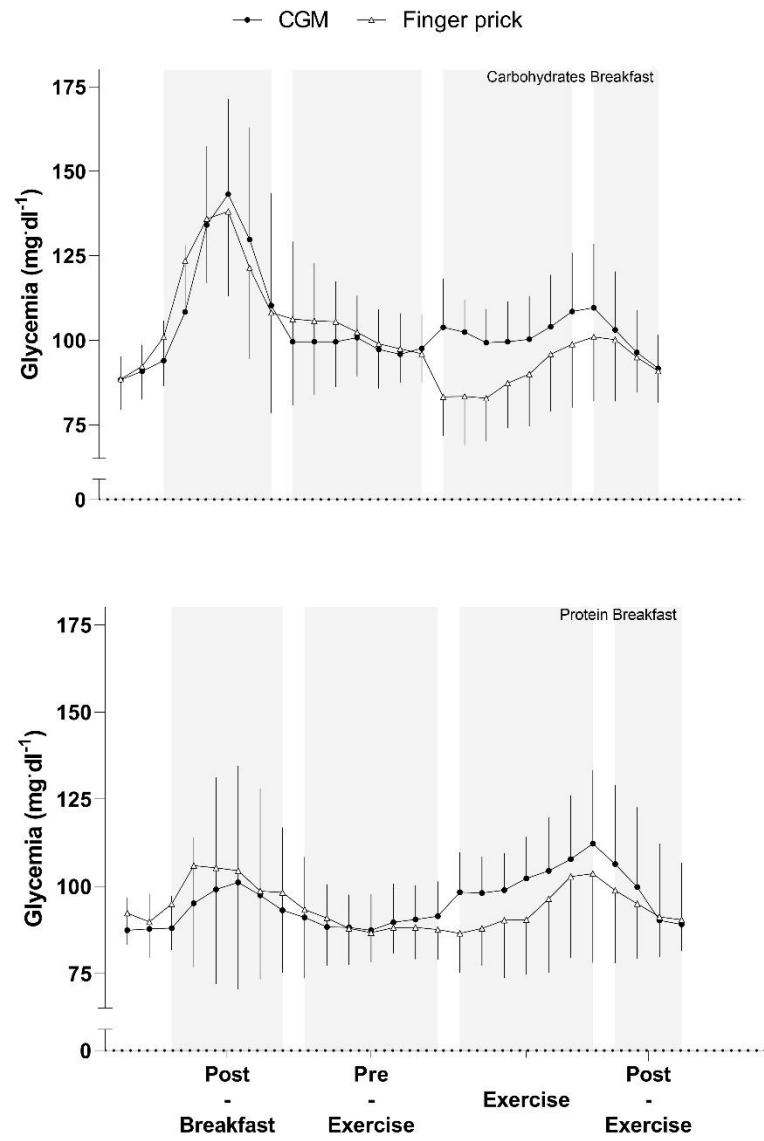 CGM Finger prick
Carbohydrates Breakfast
Glycemia (mg·dl⁻¹)
175
150
125
100
75
0
Protein Breakfast
Glycemia (mg·dl⁻¹)
175
150
125
100
75
0
Post
-
Breakfast
Pre
-
Exercise
Exercise
Post
-
Exercise